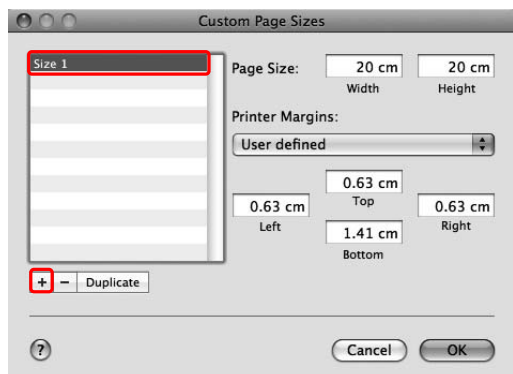 Custom Page Sizes
Size 1
Page Size:
20 cm
20 cm
Width
Height
Printer Margins:
User defined
0.63 cm
Top
0.63 cm
Left
0.63 cm
Right
1.41 cm
Bottom
+ − Duplicate
?
Cancel
OK